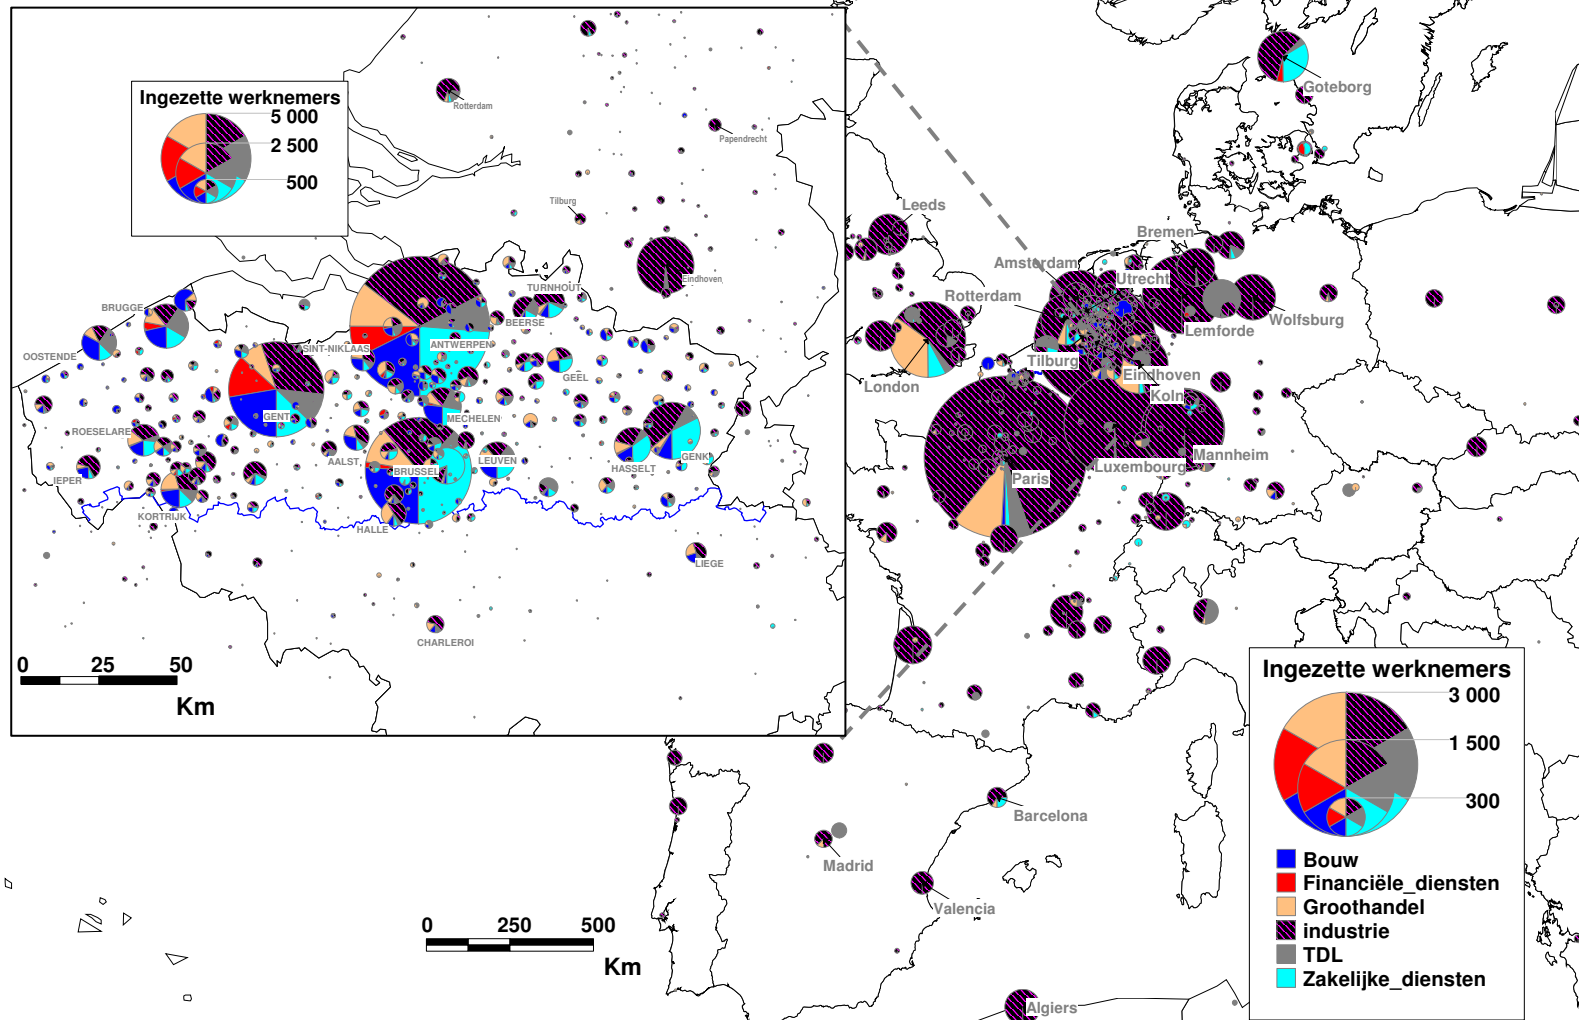 Ingezette werknemers
5 000
2 500
500
Rotterdam
Papendrecht
Tilburg
Eindhoven
TURNHOUT
BRUGGE
BEERSE
OOSTENDE
SINT-NIKLAAS
ANTWERPEN
GEEL
GENT
MECHELEN
ROESELARE
AALST
BRUSSEL
LEUVEN
HASSELT
GENK
IEPER
KORTRIJK
HALLE
LIEGE
CHARLEROI
0 25 50
Km
Goteborg
Leeds
Bremen
Amsterdam
Utrecht
Rotterdam
Wolfsburg
Lemforde
Tilburg
London
Eindhoven
Koln
Mannheim
Luxembourg
Paris
Barcelona
Madrid
Valencia
Algiers
0 250 500
Km
Ingezette werknemers
3 000
1 500
300
Bouw
Financiële_diensten
Groothandel
industrie
TDL
Zakelijke_diensten